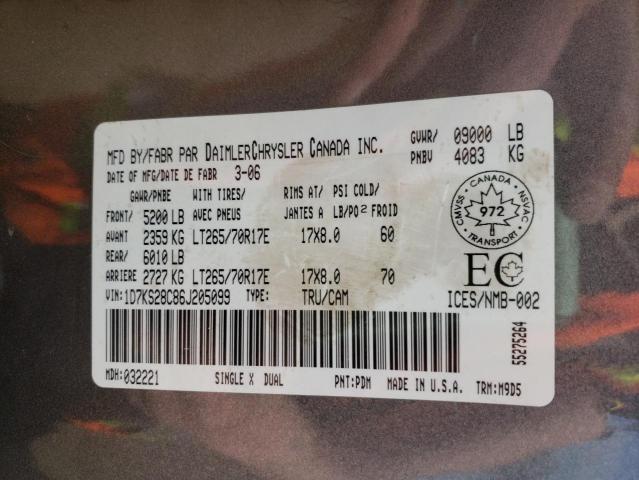 MFD BY/FABR PAR DAIMLERCHRYSLER CANADA INC.
GVWR/ 09000 LB
PNBV 4083 KG
DATE OF MFG/DATE DE FABR 3-06
GAWR/PNBE WITH TIRES/ RIMS AT/ PSI COLD/
FRONT/ 5200 LB AVEC PNEUS JANTES A LB/PO2 FROID
AVANT 2359 KG LT265/70R17E 17X8.0 60
REAR/ 6010 LB
ARRIERE 2727 KG LT265/70R17E 17X8.0 70
CANADA
CMVSS 972 NSVAC
TRANSPORT
EC
ICES/NMB-002
VIN:1D7KS28C86J205099 TYPE: TRU/CAM
55275264
MDH:032221 SINGLE X DUAL PNT:PDM MADE IN U.S.A. TRM:M9D5